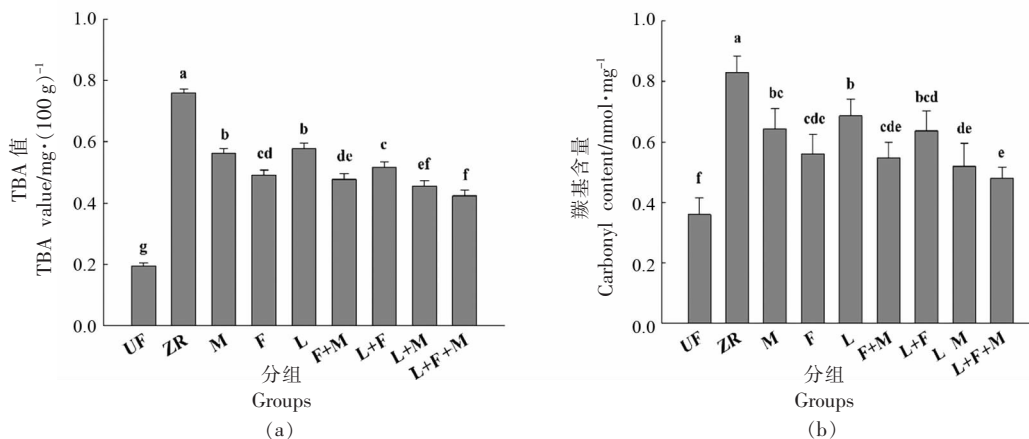 1.0
0.8
0.6
0.4
0.2
0.0
TBA 值
TBA value/mg·(100 g)⁻¹
g
a
b
cd
b
de
c
ef
f
UF
ZR
M
F
L
F+M
L+F
L+M
L+F+M
分组
Groups
(a)
1.0
0.8
0.6
0.4
0.2
0.0
羰基含量
Carbonyl content/nmol·mg⁻¹
f
a
bc
cde
b
cde
bcd
de
e
UF
ZR
M
F
L
F+M
L+F
L M
L+F+M
分组
Groups
(b)